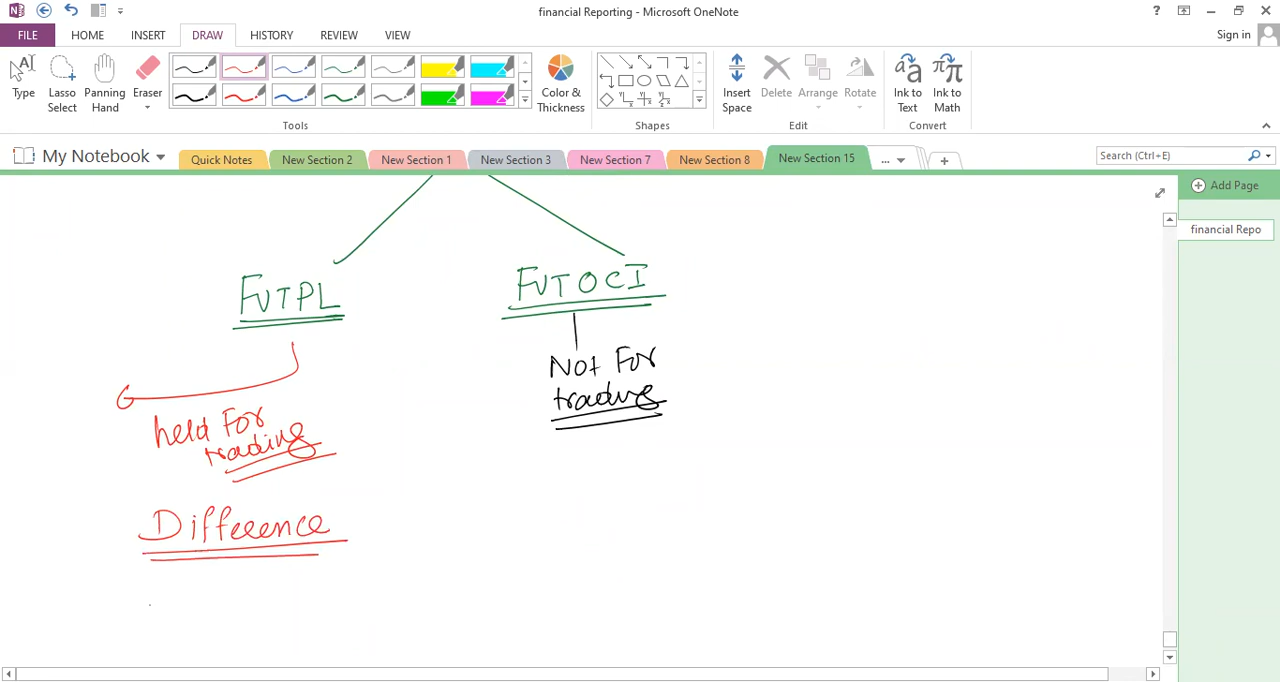 financial Reporting - Microsoft OneNote
?
Sign in
FILE HOME INSERT DRAW HISTORY REVIEW VIEW
Type
Lasso Select
Panning Hand
Eraser
Color & Thickness
Insert Space
Delete
Arrange
Rotate
Ink to Text
Ink to Math
Tools
Shapes
Edit
Convert
My Notebook
Quick Notes
New Section 2
New Section 1
New Section 3
New Section 7
New Section 8
New Section 15
...
Search (Ctrl+E)
Add Page
financial Repo
FVTPL
FVTOCI
Not For
trading
held For
trading
Difference